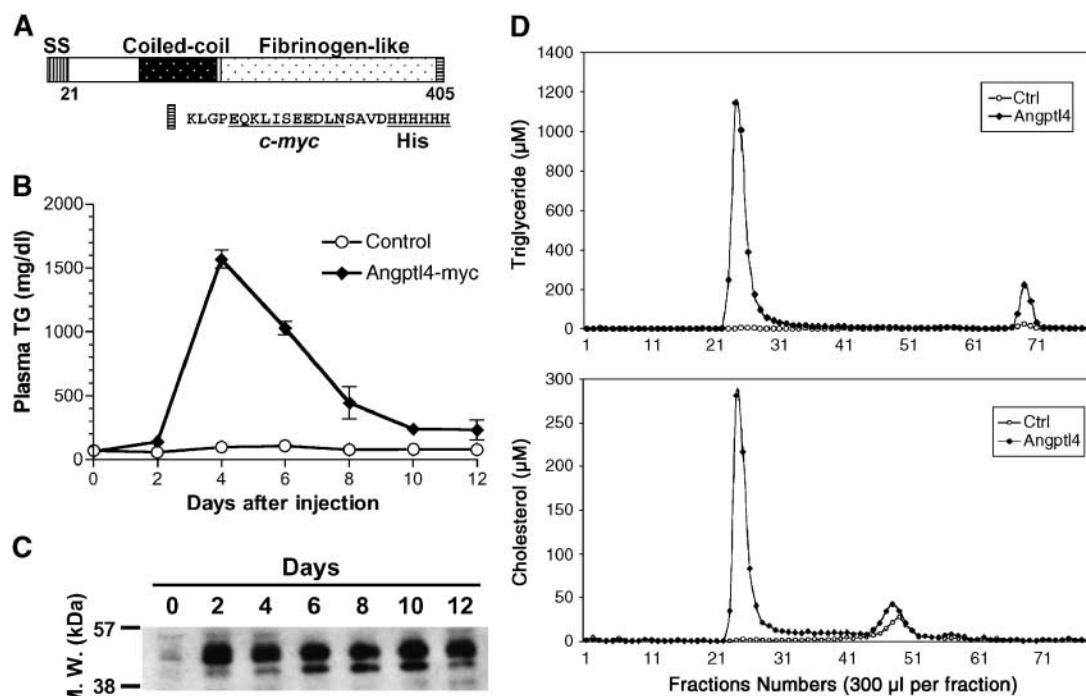 A
SS Coiled-coil Fibrinogen-like
21 405
KLGPEQKLISEEDLNSAVDHHHHHH
c-myc His
B
2000
1500
1000
500
0
Plasma TG (mg/dl)
Control
Angptl4-myc
0 2 4 6 8 10 12
Days after injection
C
Days
0 2 4 6 8 10 12
57
38
M. W. (kDa)
D
1400
1200
1000
800
600
400
200
0
Triglyceride (µM)
Ctrl
Angptl4
1 11 21 31 41 51 61 71
300
250
200
150
100
50
0
Cholesterol (µM)
Ctrl
Angptl4
1 11 21 31 41 51 61 71
Fractions Numbers (300 µl per fraction)